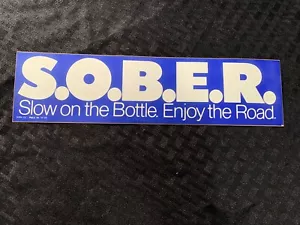 S.O.B.E.R.
Slow on the Bottle. Enjoy the Road.